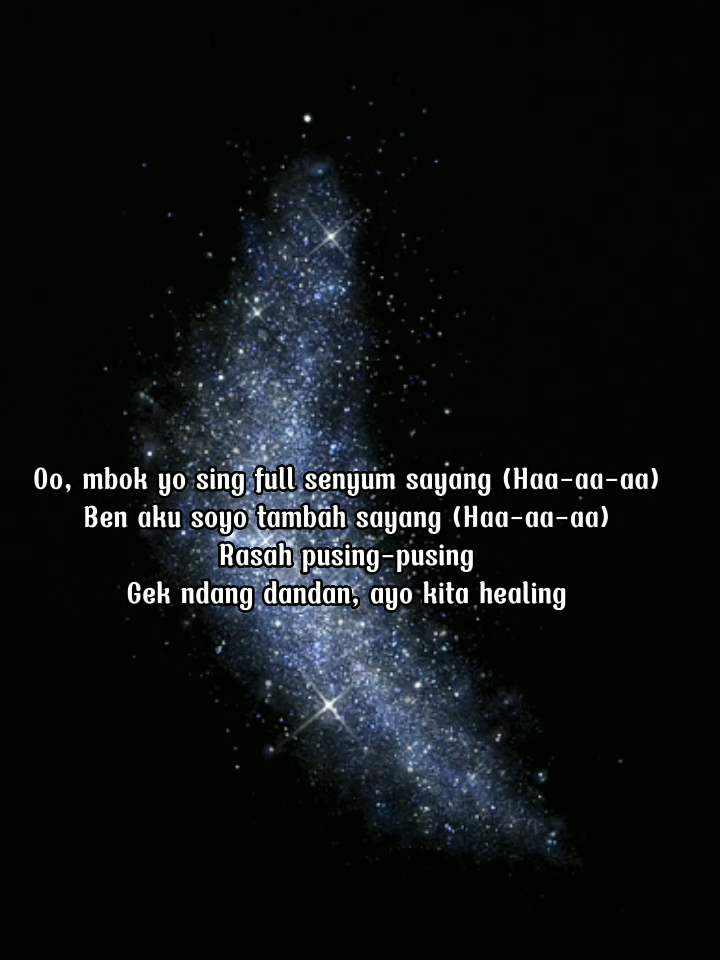 Oo, mbok yo sing full senyum sayang (Haa-aa-aa)
Ben aku soyo tambah sayang (Haa-aa-aa)
Rasah pusing-pusing
Gek ndang dandan, ayo kita healing